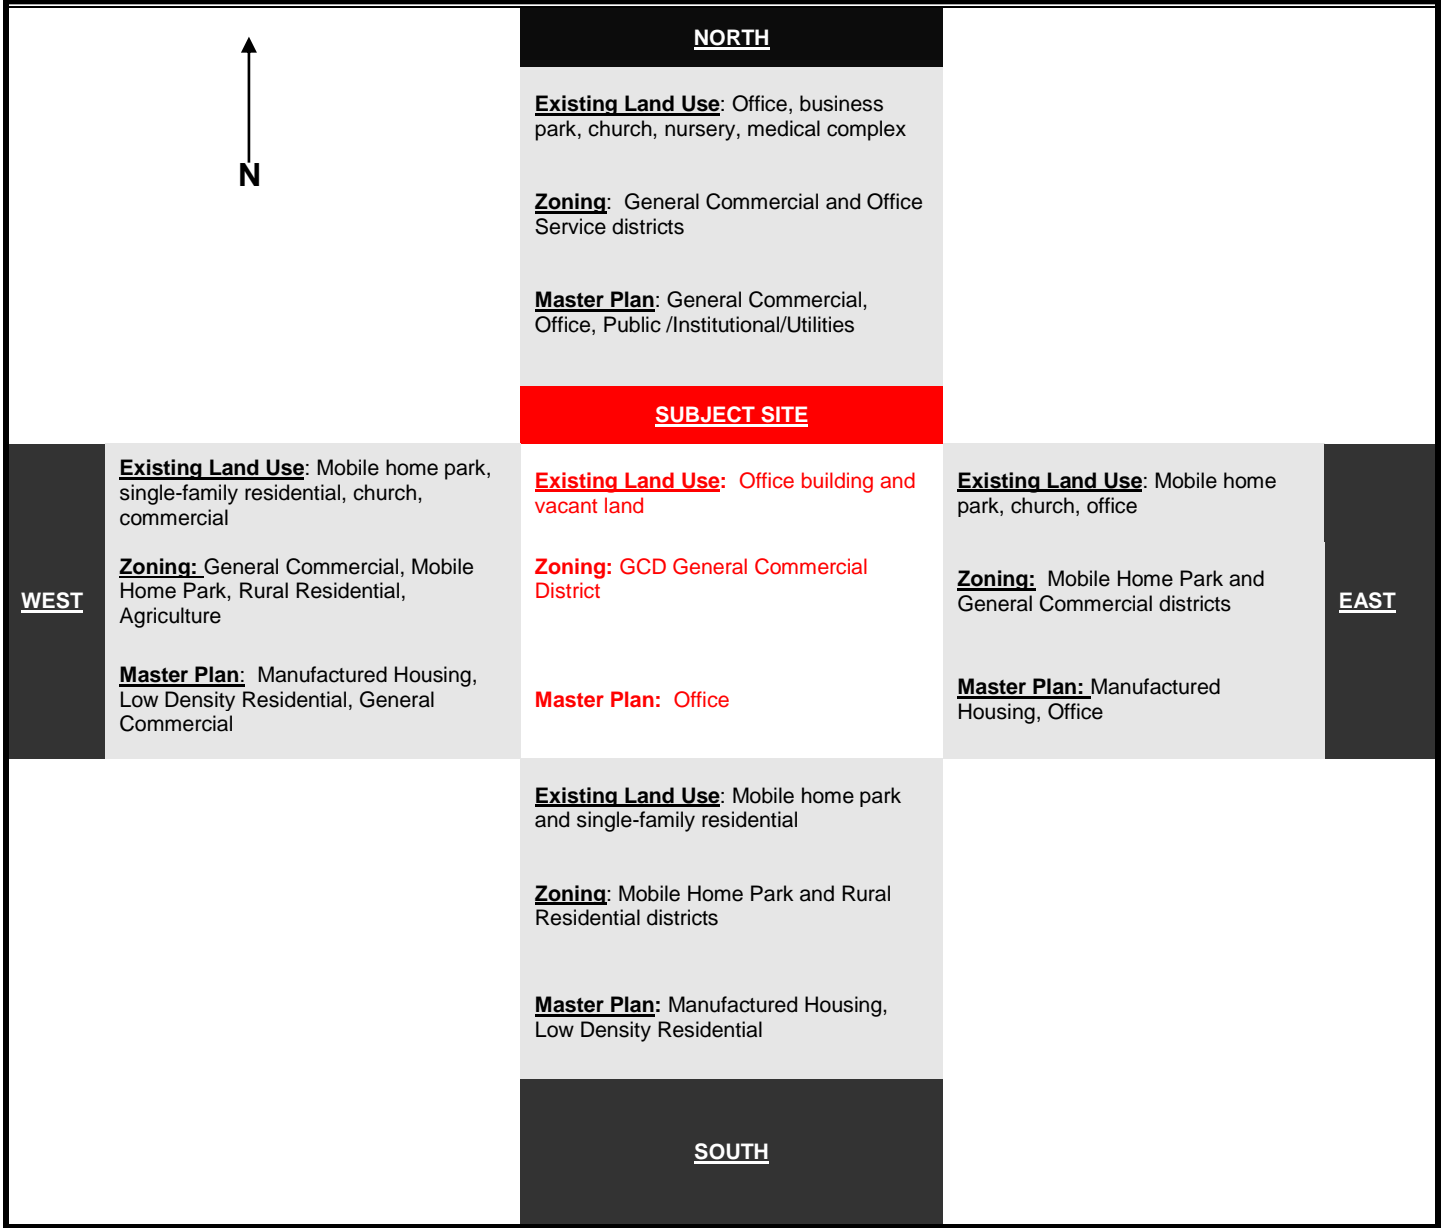 NORTH
N
Existing Land Use: Office, business
park, church, nursery, medical complex
Zoning: General Commercial and Office
Service districts
Master Plan: General Commercial,
Office, Public /Institutional/Utilities
SUBJECT SITE
WEST
Existing Land Use: Mobile home park,
single-family residential, church,
commercial
Zoning: General Commercial, Mobile
Home Park, Rural Residential,
Agriculture
Master Plan: Manufactured Housing,
Low Density Residential, General
Commercial
Existing Land Use: Office building and
vacant land
Zoning: GCD General Commercial
District
Master Plan: Office
Existing Land Use: Mobile home
park, church, office
Zoning: Mobile Home Park and
General Commercial districts
Master Plan: Manufactured
Housing, Office
EAST
Existing Land Use: Mobile home park
and single-family residential
Zoning: Mobile Home Park and Rural
Residential districts
Master Plan: Manufactured Housing,
Low Density Residential
SOUTH